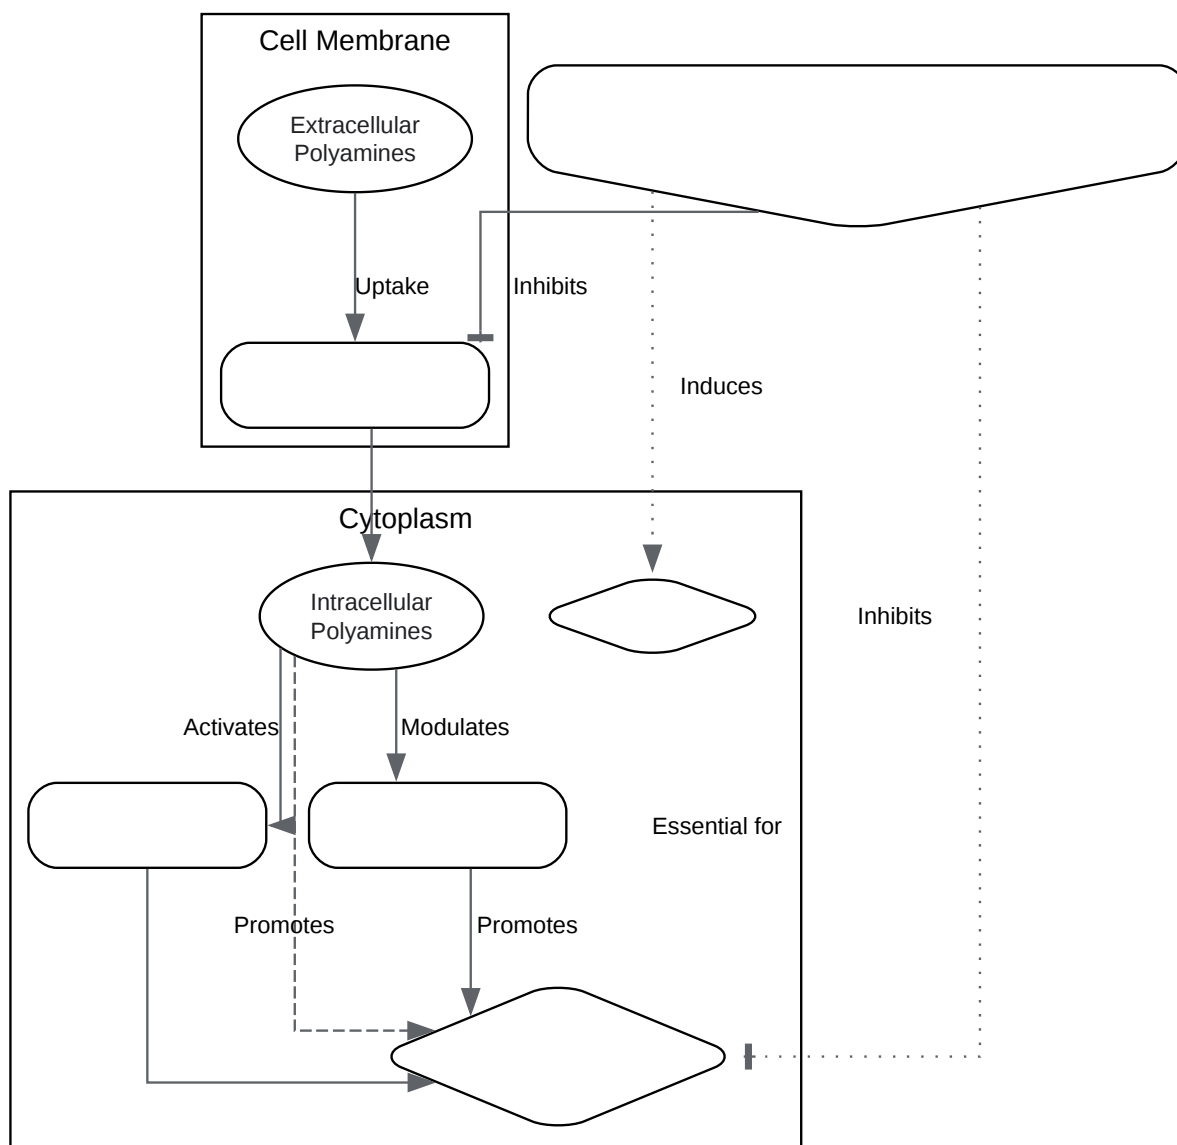 Cell Membrane
Extracellular
Polyamines
Uptake
Inhibits
Induces
Cytoplasm
Intracellular
Polyamines
Inhibits
Activates
Modulates
Essential for
Promotes
Promotes